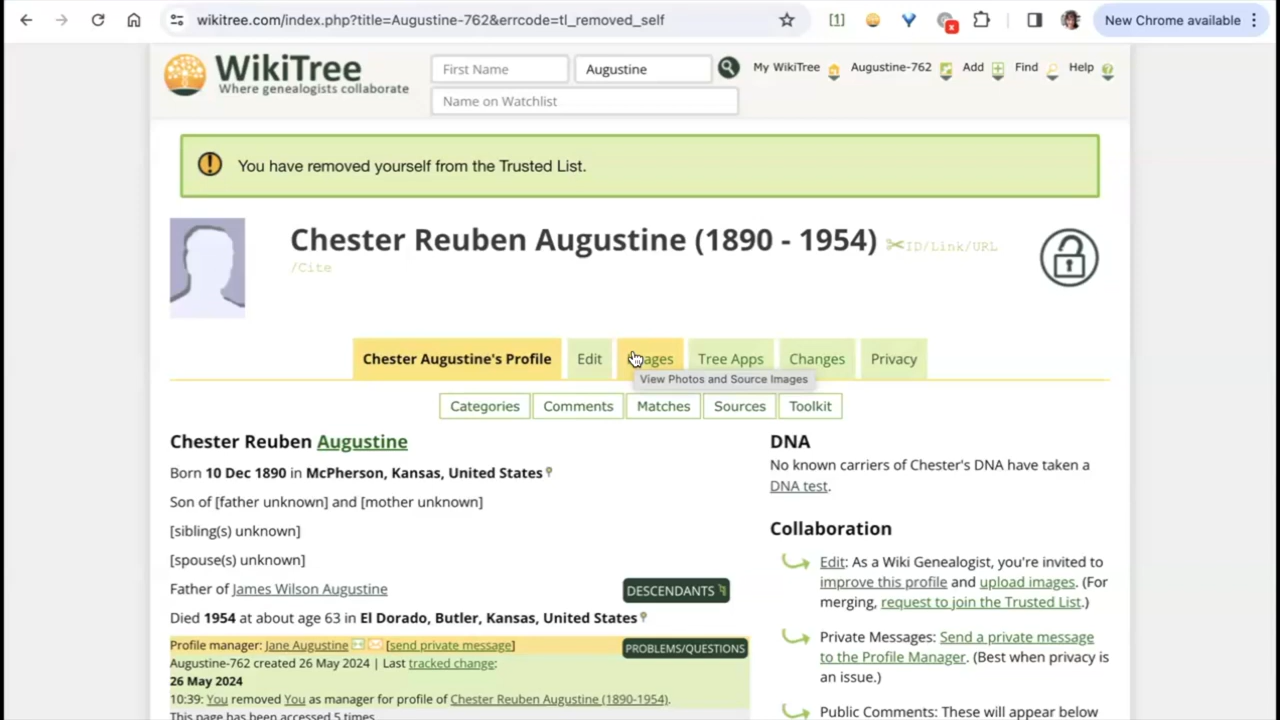 wikitree.com/index.php?title=Augustine-762&errcode=tl_removed_self
[1]
New Chrome available
WikiTree
Where genealogists collaborate
First Name
Augustine
Name on Watchlist
My WikiTree
Augustine-762
Add
Find
Help
You have removed yourself from the Trusted List.
Chester Reuben Augustine (1890 - 1954) ID/Link/URL
/Cite
Chester Augustine's Profile
Edit
Tree Apps
Changes
Privacy
View Photos and Source Images
Categories
Comments
Matches
Sources
Toolkit
Chester Reuben Augustine
Born 10 Dec 1890 in McPherson, Kansas, United States
Son of [father unknown] and [mother unknown]
[sibling(s) unknown]
[spouse(s) unknown]
Father of James Wilson Augustine
DESCENDANTS
Died 1954 at about age 63 in El Dorado, Butler, Kansas, United States
Profile manager: Jane Augustine [send private message]
PROBLEMS/QUESTIONS
Augustine-762 created 26 May 2024 | Last tracked change:
26 May 2024
10:39: You removed You as manager for profile of Chester Reuben Augustine (1890-1954).
This page has been accessed 5 times.
DNA
No known carriers of Chester's DNA have taken a
DNA test.
Collaboration
Edit: As a Wiki Genealogist, you're invited to
improve this profile and upload images. (For
merging, request to join the Trusted List.)
Private Messages: Send a private message
to the Profile Manager. (Best when privacy is
an issue.)
Public Comments: These will appear below